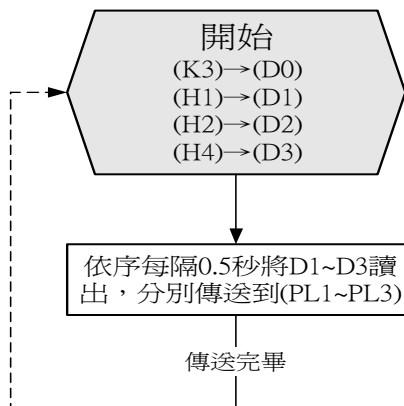 開始
(K3)→(D0)
(H1)→(D1)
(H2)→(D2)
(H4)→(D3)
依序每隔0.5秒將D1~D3讀
出，分別傳送到(PL1~PL3)
傳送完畢